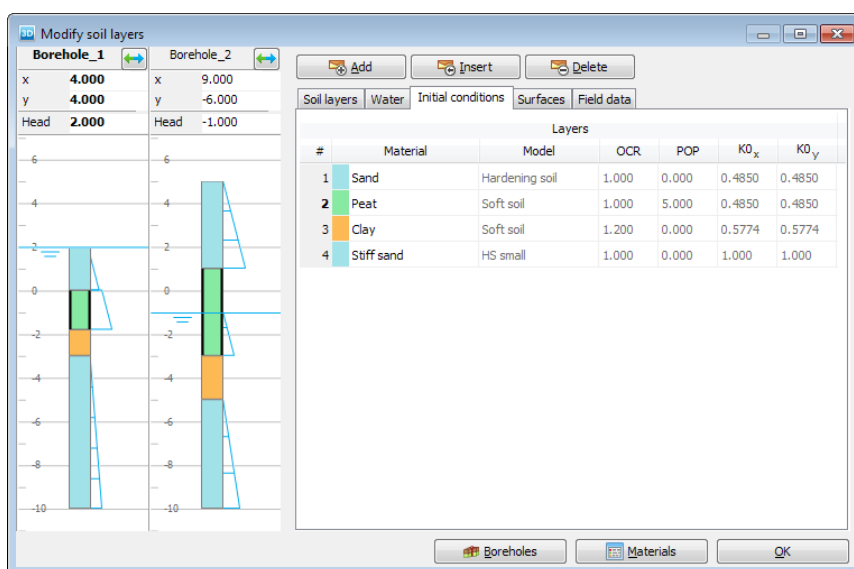 3D Modify soil layers
Borehole_1 Borehole_2
x 4.000 x 9.000
y 4.000 y -6.000
Head 2.000 Head -1.000
6 6
4 4
2 2
0 0
-2 -2
-4 -4
-6 -6
-8 -8
-10 -10
Add Insert Delete
Soil layers Water Initial conditions Surfaces Field data
Layers
# Material Model OCR POP K0x K0y
1 Sand Hardening soil 1.000 0.000 0.4850 0.4850
2 Peat Soft soil 1.000 5.000 0.4850 0.4850
3 Clay Soft soil 1.200 0.000 0.5774 0.5774
4 Stiff sand HS small 1.000 0.000 1.000 1.000
Boreholes Materials OK